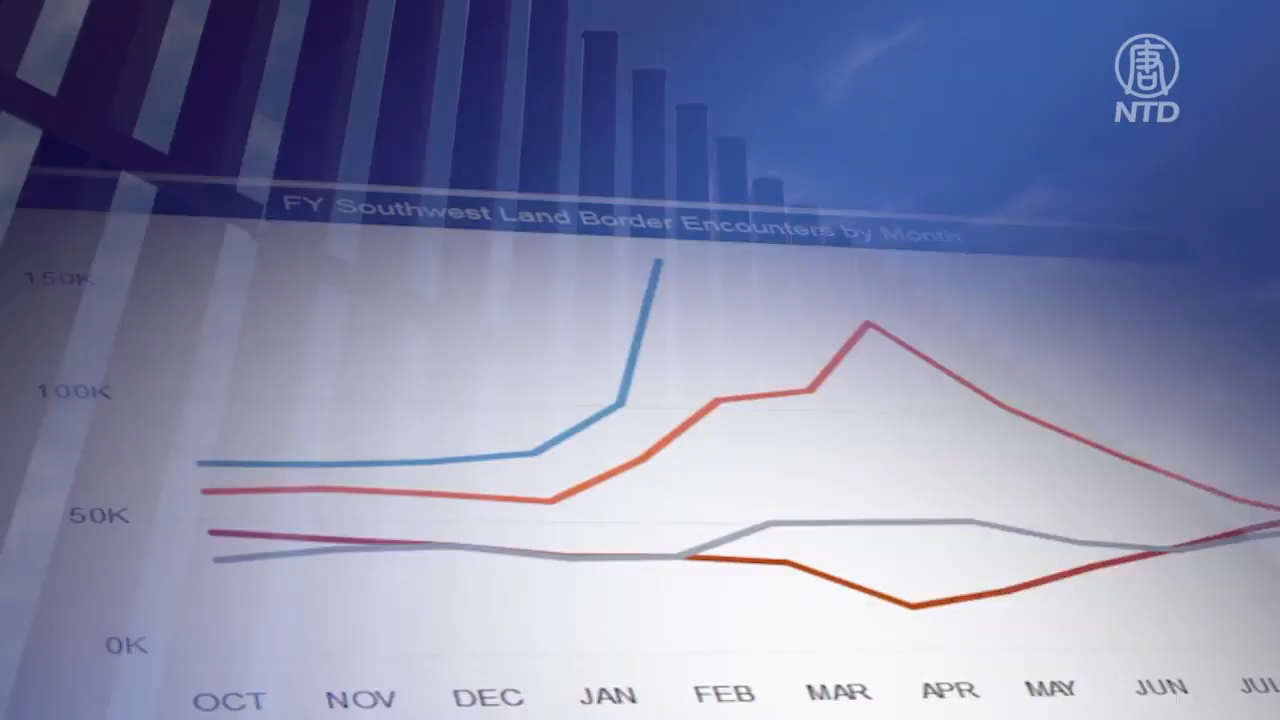 唐
NTD
FY Southwest Land Border Encounters by Month
150K
100K
50K
0K
OCT NOV DEC JAN FEB MAR APR MAY JUN JUL